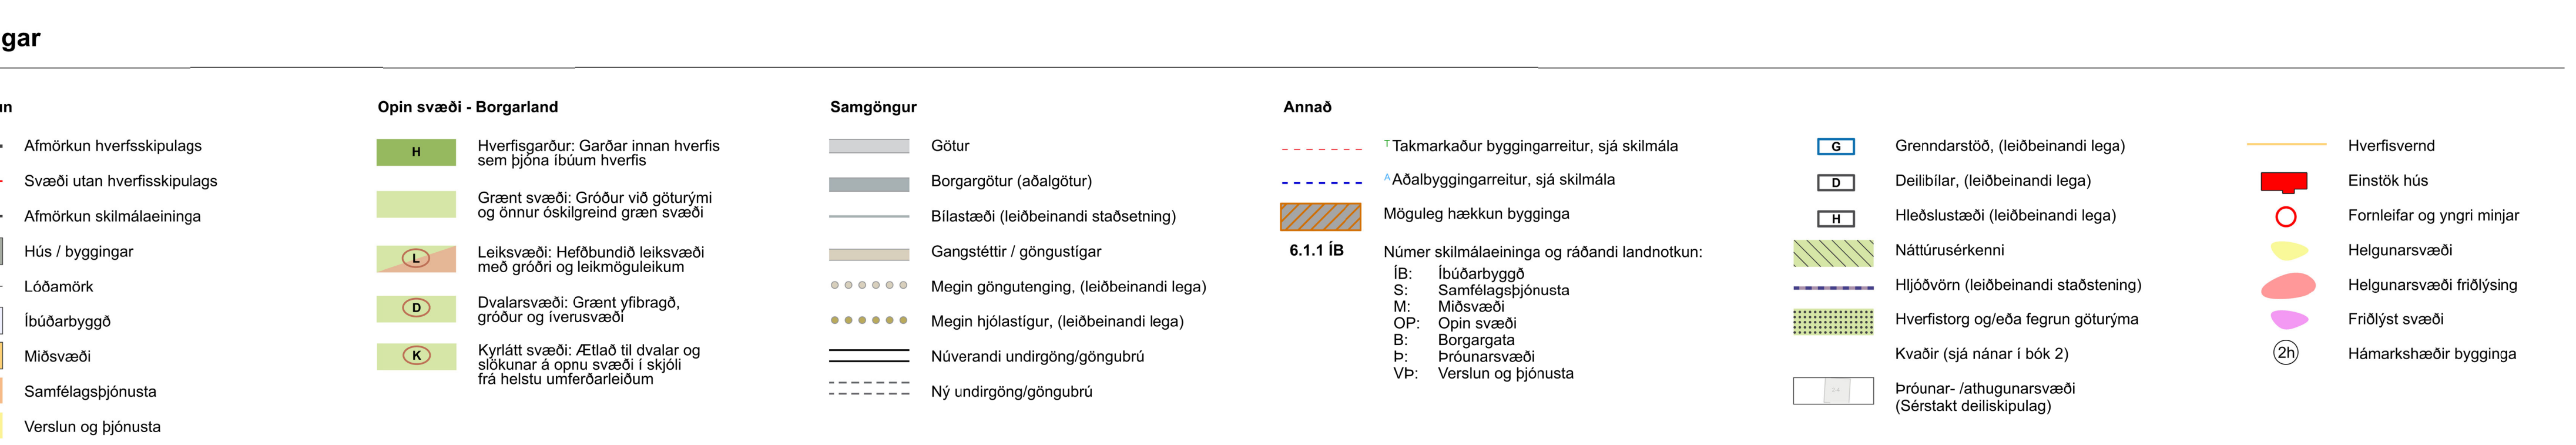 gar
un
Afmörkun hverfsskipulags
Svæði utan hverfisskipulags
Afmörkun skilmálaeininga
Hús / byggingar
Lóðamörk
Íbúðarbyggð
Miðsvæði
Samfélagsþjónusta
Verslun og þjónusta
Opin svæði - Borgarland
H
Hverfisgarður: Garðar innan hverfis
sem þjóna íbúum hverfis
Grænt svæði: Gróður við göturými
og önnur óskilgreind græn svæði
L
Leiksvæði: Hefðbundið leiksvæði
með gróðri og leikmöguleikum
D
Dvalarsvæði: Grænt yfibragð,
gróður og íverusvæði
K
Kyrlátt svæði: Ætlað til dvalar og
slökunar á opnu svæði í skjóli
frá helstu umferðarleiðum
Samgöngur
Götur
Borgargötur (aðalgötur)
Bílastæði (leiðbeinandi staðsetning)
Gangstéttir / göngustígar
Megin göngutenging, (leiðbeinandi lega)
Megin hjólastígur, (leiðbeinandi lega)
Núverandi undirgöng/göngubrú
Ný undirgöng/göngubrú
Annað
T Takmarkaður byggingarreitur, sjá skilmála
A Aðalbyggingarreitur, sjá skilmála
Möguleg hækkun bygginga
6.1.1 ÍB Númer skilmálaeininga og ráðandi landnotkun:
ÍB: Íbúðarbyggð
S: Samfélagsþjónusta
M: Miðsvæði
OP: Opin svæði
B: Borgargata
Þ: Þróunarsvæði
VÞ: Verslun og þjónusta
G Grenndarstöð, (leiðbeinandi lega)
D Deilibílar, (leiðbeinandi lega)
H Hleðslustæði (leiðbeinandi lega)
Náttúrusérkenni
Hljóðvörn (leiðbeinandi staðstening)
Hverfistorg og/eða fegrun göturýma
Kvaðir (sjá nánar í bók 2)
Þróunar- /athugunarsvæði
(Sérstakt deiliskipulag)
Hverfisvernd
Einstök hús
Fornleifar og yngri minjar
Helgunarsvæði
Helgunarsvæði friðlýsing
Friðlýst svæði
2h Hámarkshæðir bygginga